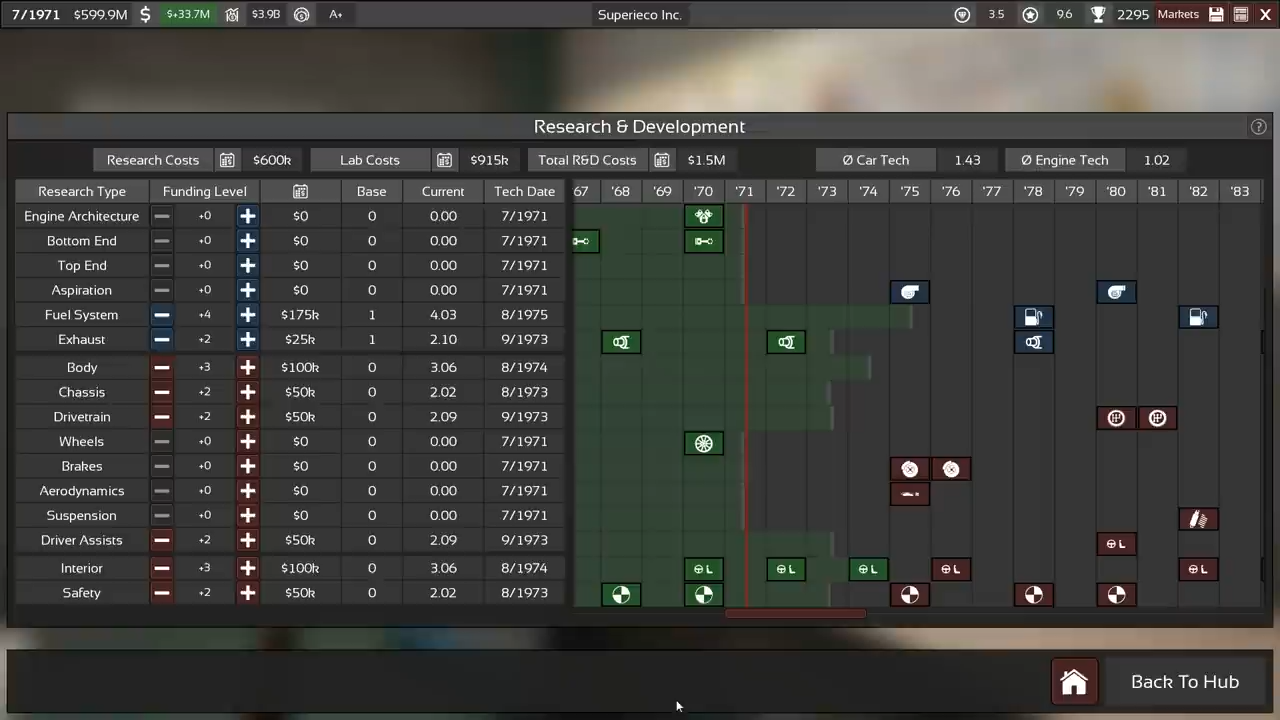 7/1971 $599.9M $ $+33.7M $3.9B A+ Superieco Inc. 3.5 9.6 2295 Markets X
Research & Development ?
Research Costs $600k Lab Costs $915k Total R&D Costs $1.5M Ø Car Tech 1.43 Ø Engine Tech 1.02
Research Type Funding Level Base Current Tech Date 67 '68 '69 '70 '71 '72 '73 '74 '75 '76 '77 '78 '79 '80 '81 '82 '83
Engine Architecture +0 $0 0 0.00 7/1971
Bottom End +0 $0 0 0.00 7/1971
Top End +0 $0 0 0.00 7/1971
Aspiration +0 $0 0 0.00 7/1971
Fuel System +4 $175k 1 4.03 8/1975
Exhaust +2 $25k 1 2.10 9/1973
Body +3 $100k 0 3.06 8/1974
Chassis +2 $50k 0 2.02 8/1973
Drivetrain +2 $50k 0 2.09 9/1973
Wheels +0 $0 0 0.00 7/1971
Brakes +0 $0 0 0.00 7/1971
Aerodynamics +0 $0 0 0.00 7/1971
Suspension +0 $0 0 0.00 7/1971
Driver Assists +2 $50k 0 2.09 9/1973 L
Interior +3 $100k 0 3.06 8/1974 L L L L L
Safety +2 $50k 0 2.02 8/1973
Back To Hub